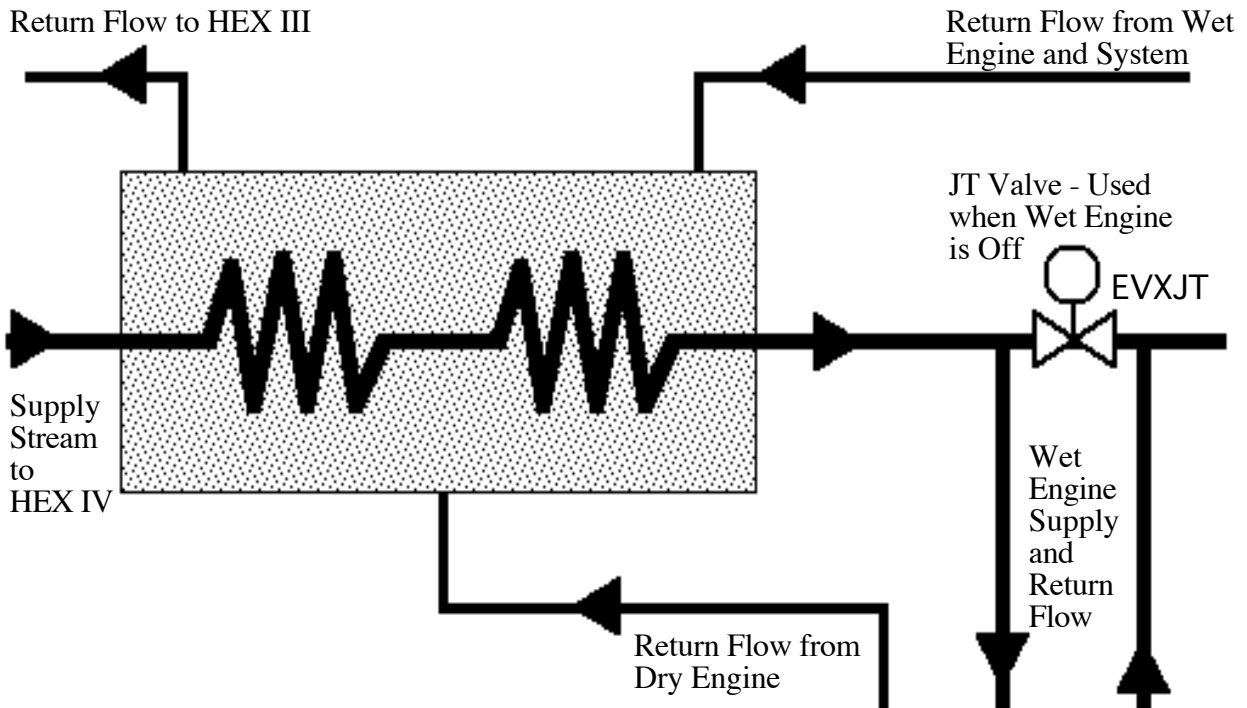 Return Flow to HEX III
Return Flow from Wet
Engine and System
JT Valve - Used
when Wet Engine
is Off
EVXJT
Supply
Stream
to
HEX IV
Wet
Engine
Supply
and
Return
Flow
Return Flow from
Dry Engine